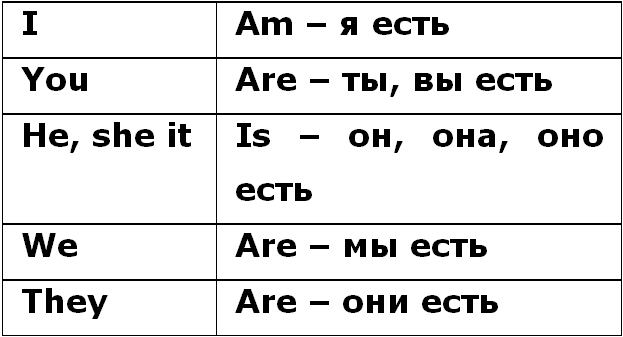 I Am – я есть
You Are – ты, вы есть
He, she it Is – он, она, оно
есть
We Are – мы есть
They Are – они есть